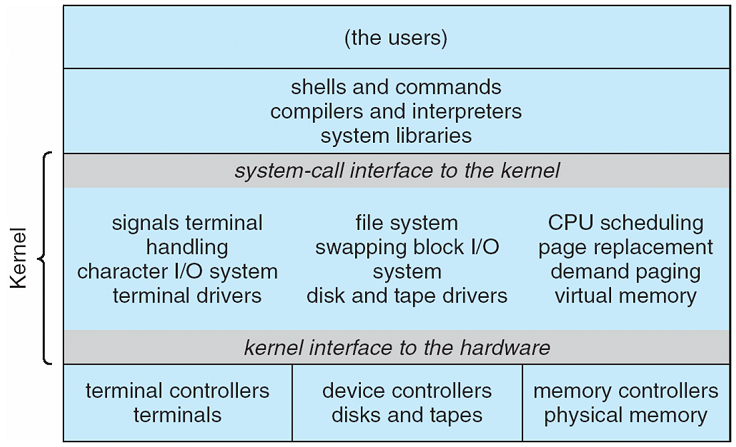 (the users)
shells and commands
compilers and interpreters
system libraries
Kernel
system-call interface to the kernel
signals terminal
handling
character I/O system
terminal drivers
file system
swapping block I/O
system
disk and tape drivers
CPU scheduling
page replacement
demand paging
virtual memory
kernel interface to the hardware
terminal controllers
terminals
device controllers
disks and tapes
memory controllers
physical memory